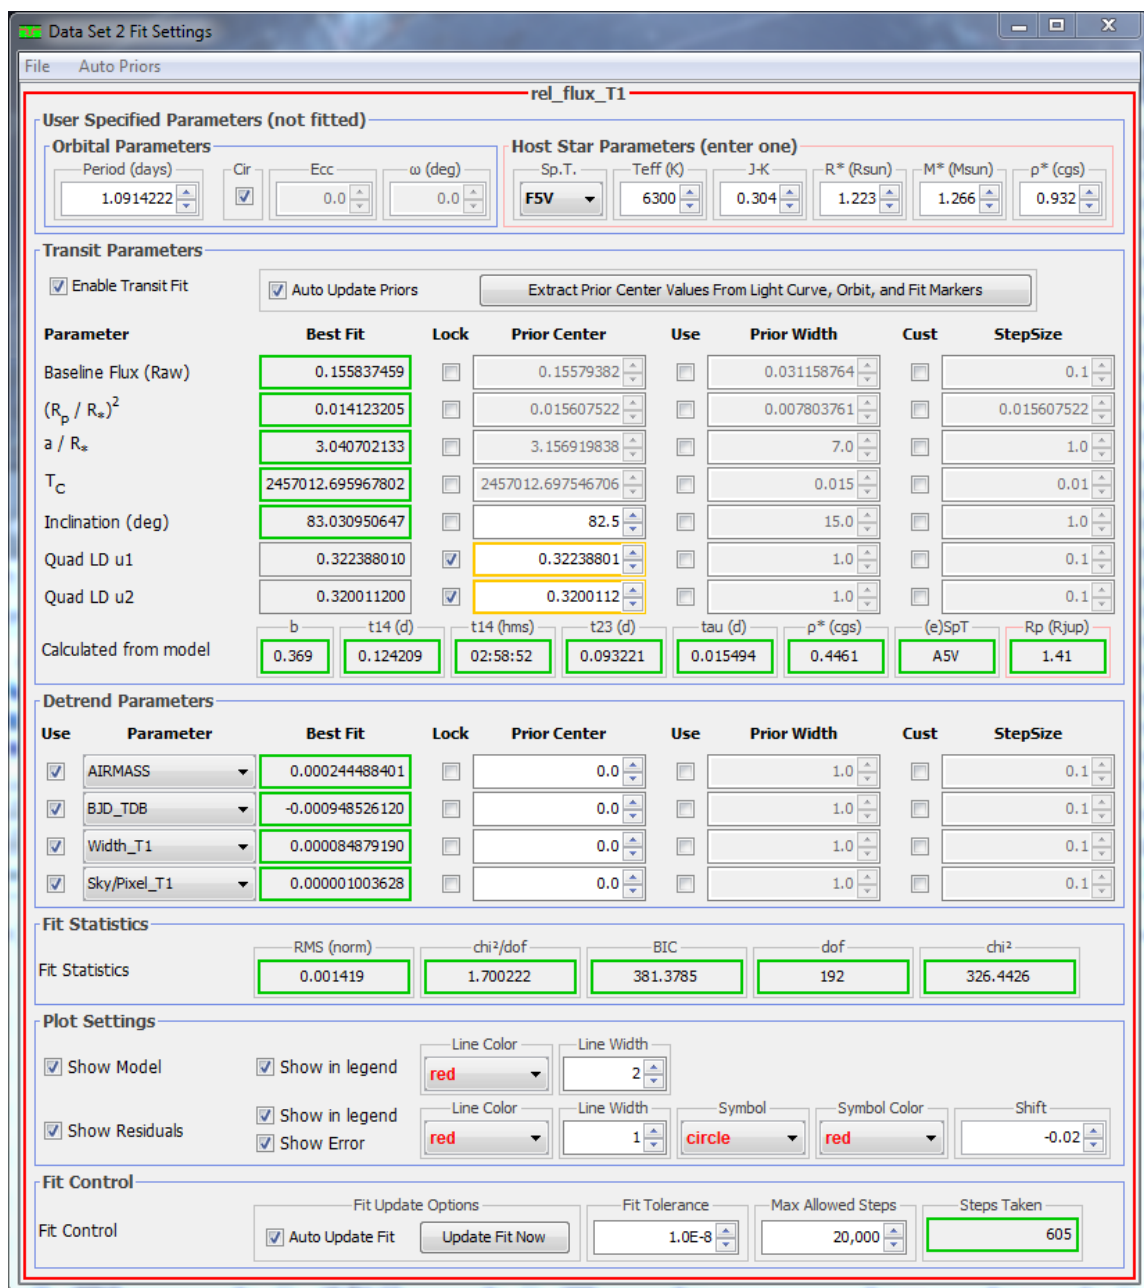 Data Set 2 Fit Settings
File Auto Priors
rel_flux_T1
User Specified Parameters (not fitted)
Orbital Parameters Host Star Parameters (enter one)
Period (days) Cir Ecc ω (deg) Sp.T. Teff (K) J-K R* (Rsun) M* (Msun) ρ* (cgs)
1.0914222 0.0 0.0 F5V 6300 0.304 1.223 1.266 0.932
Transit Parameters
Enable Transit Fit Auto Update Priors Extract Prior Center Values From Light Curve, Orbit, and Fit Markers
Parameter Best Fit Lock Prior Center Use Prior Width Cust StepSize
Baseline Flux (Raw) 0.155837459 0.15579382 0.031158764 0.1
(Rp / R*)² 0.014123205 0.015607522 0.007803761 0.015607522
a / R* 3.040702133 3.156919838 7.0 1.0
TC 2457012.695967802 2457012.697546706 0.015 0.01
Inclination (deg) 83.030950647 82.5 15.0 1.0
Quad LD u1 0.322388010 0.32238801 1.0 0.1
Quad LD u2 0.320011200 0.3200112 1.0 0.1
b t14 (d) t14 (hms) t23 (d) tau (d) ρ* (cgs) (e)SpT Rp (Rjup)
Calculated from model 0.369 0.124209 02:58:52 0.093221 0.015494 0.4461 A5V 1.41
Detrend Parameters
Use Parameter Best Fit Lock Prior Center Use Prior Width Cust StepSize
AIRMASS 0.000244488401 0.0 1.0 0.1
BJD_TDB -0.000948526120 0.0 1.0 0.1
Width_T1 0.000084879190 0.0 1.0 0.1
Sky/Pixel_T1 0.000001003628 0.0 1.0 0.1
Fit Statistics
RMS (norm) chi²/dof BIC dof chi²
Fit Statistics 0.001419 1.700222 381.3785 192 326.4426
Plot Settings
Line Color Line Width
Show Model Show in legend red 2
Line Color Line Width Symbol Symbol Color Shift
Show Residuals Show in legend red 1 circle red -0.02
Show Error
Fit Control
Fit Update Options Fit Tolerance Max Allowed Steps Steps Taken
Fit Control Auto Update Fit Update Fit Now 1.0E-8 20,000 605